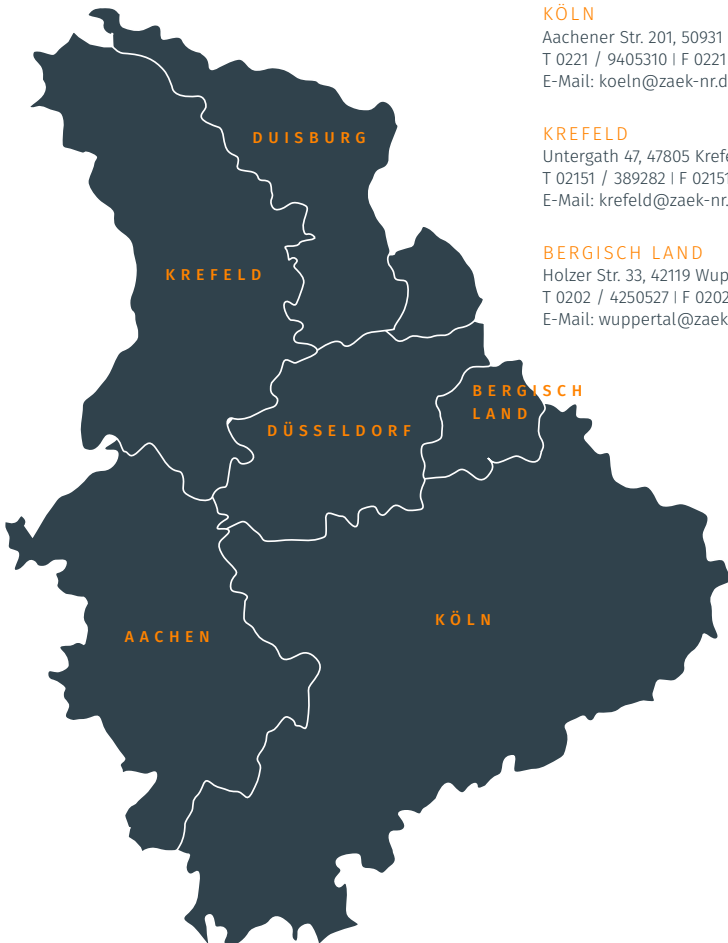 KÖLN
Aachener Str. 201, 50931
T 0221 / 9405310 | F 0221
E-Mail: koeln@zaek-nr.d
KREFELD
Untergath 47, 47805 Krefe
T 02151 / 389282 | F 02151
E-Mail: krefeld@zaek-nr.
BERGISCH LAND
Holzer Str. 33, 42119 Wup
T 0202 / 4250527 | F 0202
E-Mail: wuppertal@zaek
DUISBURG
KREFELD
BERGISCH
LAND
DÜSSELDORF
KÖLN
AACHEN